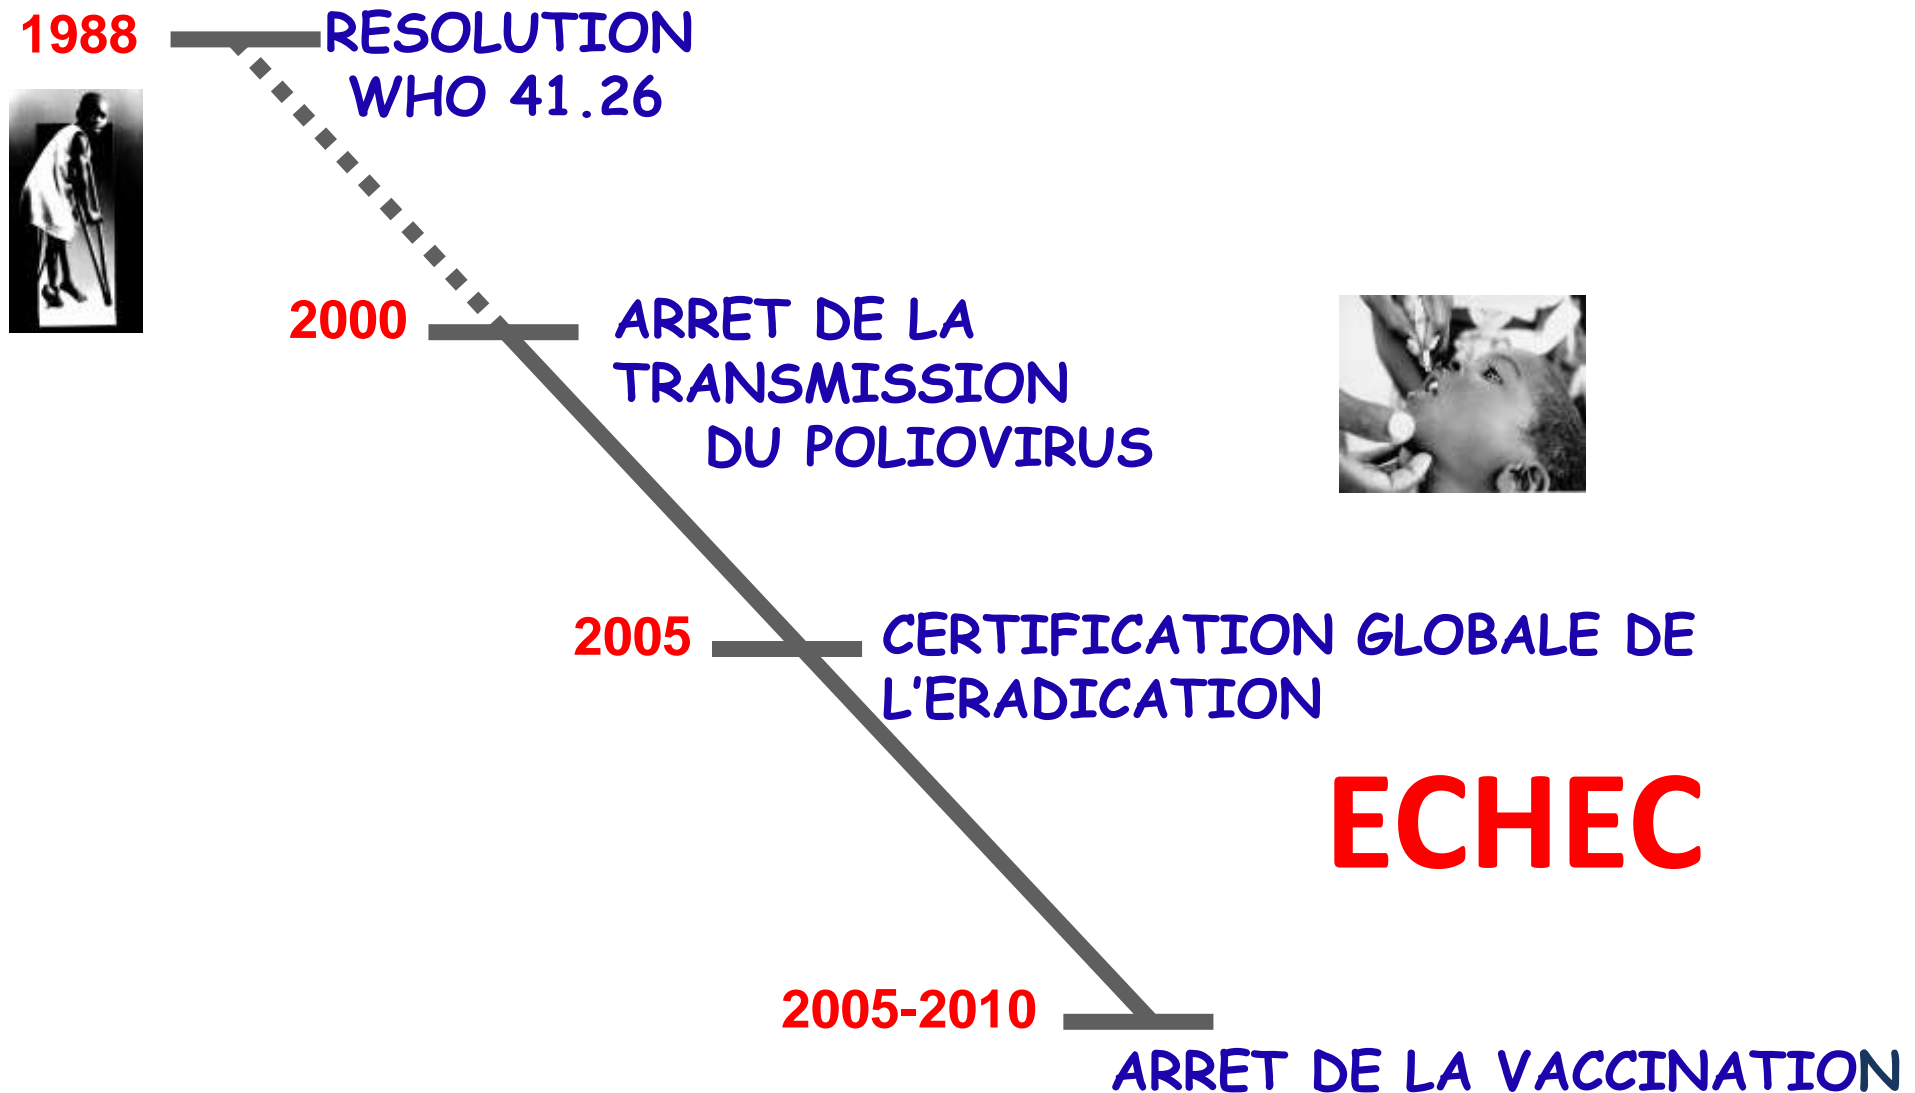 1988 RESOLUTION
WHO 41.26
2000 ARRET DE LA
TRANSMISSION
DU POLIOVIRUS
2005 CERTIFICATION GLOBALE DE
L'ERADICATION
ECHEC
2005-2010
ARRET DE LA VACCINATION